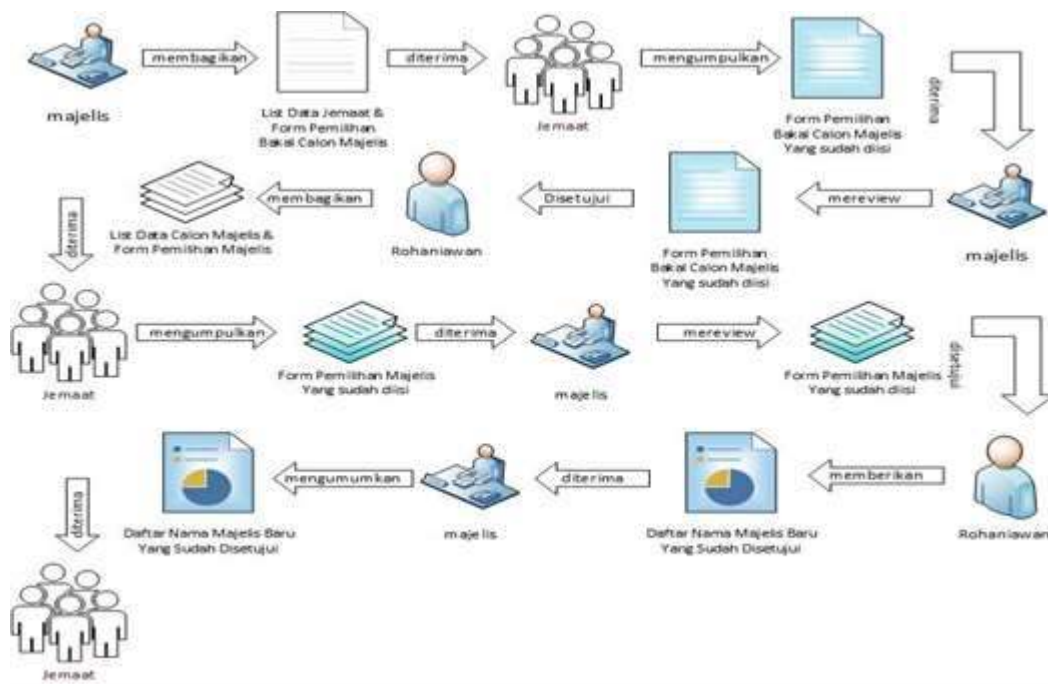 membagikan
diterima
mengumpulkan
diterima
majelis
List Data Jemaat &
Form Pemilihan
Bakal Calon Majelis
Jemaat
Form Pemilihan
Bakal Calon Majelis
Yang sudah diisi
membagikan
Disetujui
mereview
diterima
List Data Calon Majelis &
Form Pemilihan Majelis
Rohaniawan
Form Pemilihan
Bakal Calon Majelis
Yang sudah diisi
majelis
mengumpulkan
diterima
mereview
disetujui
Jemaat
Form Pemilihan Majelis
Yang sudah diisi
majelis
Form Pemilihan Majelis
Yang sudah diisi
mengumumkan
diterima
memberikan
diterima
Daftar Nama Majelis Baru
Yang Sudah Disetujui
majelis
Daftar Nama Majelis Baru
Yang Sudah Disetujui
Rohaniawan
Jemaat